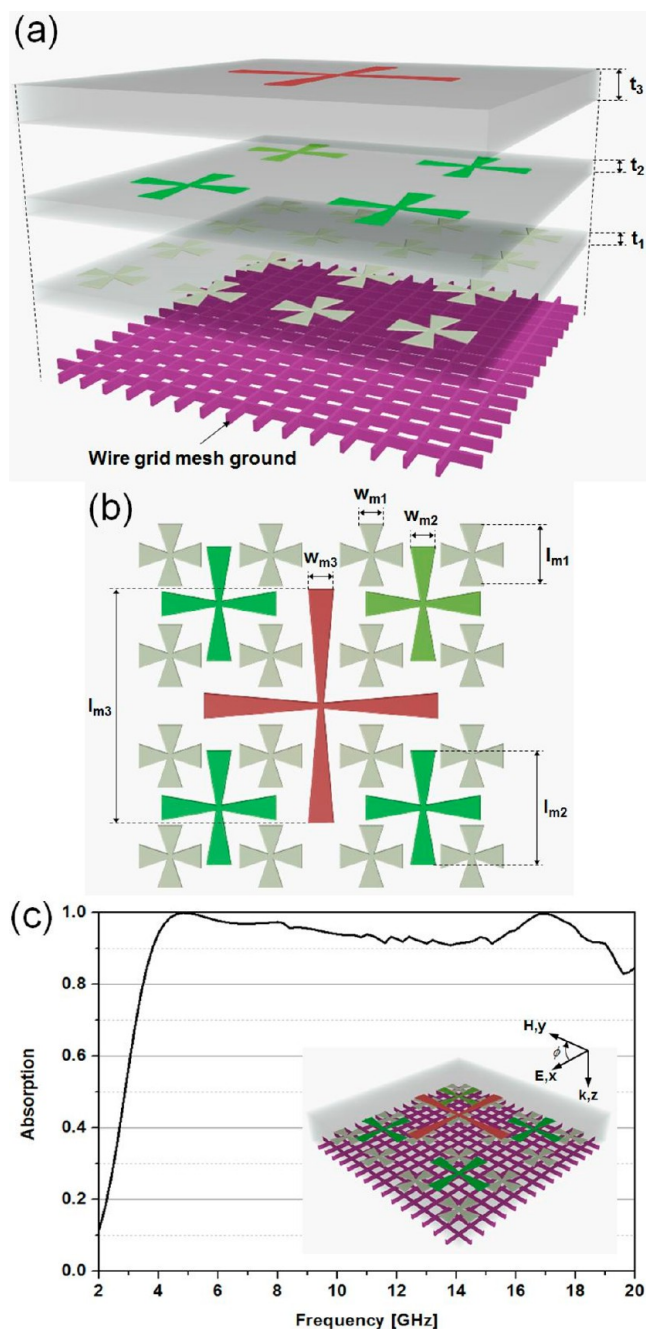 (a)
t3
t2
t1
Wire grid mesh ground
(b)
wm1
wm2
wm3
lm1
lm3
lm2
(c)
1.0
0.8
0.6
0.4
0.2
0.0
Absorption
H,y
ϕ
E,x
k,z
2 4 6 8 10 12 14 16 18 20
Frequency [GHz]